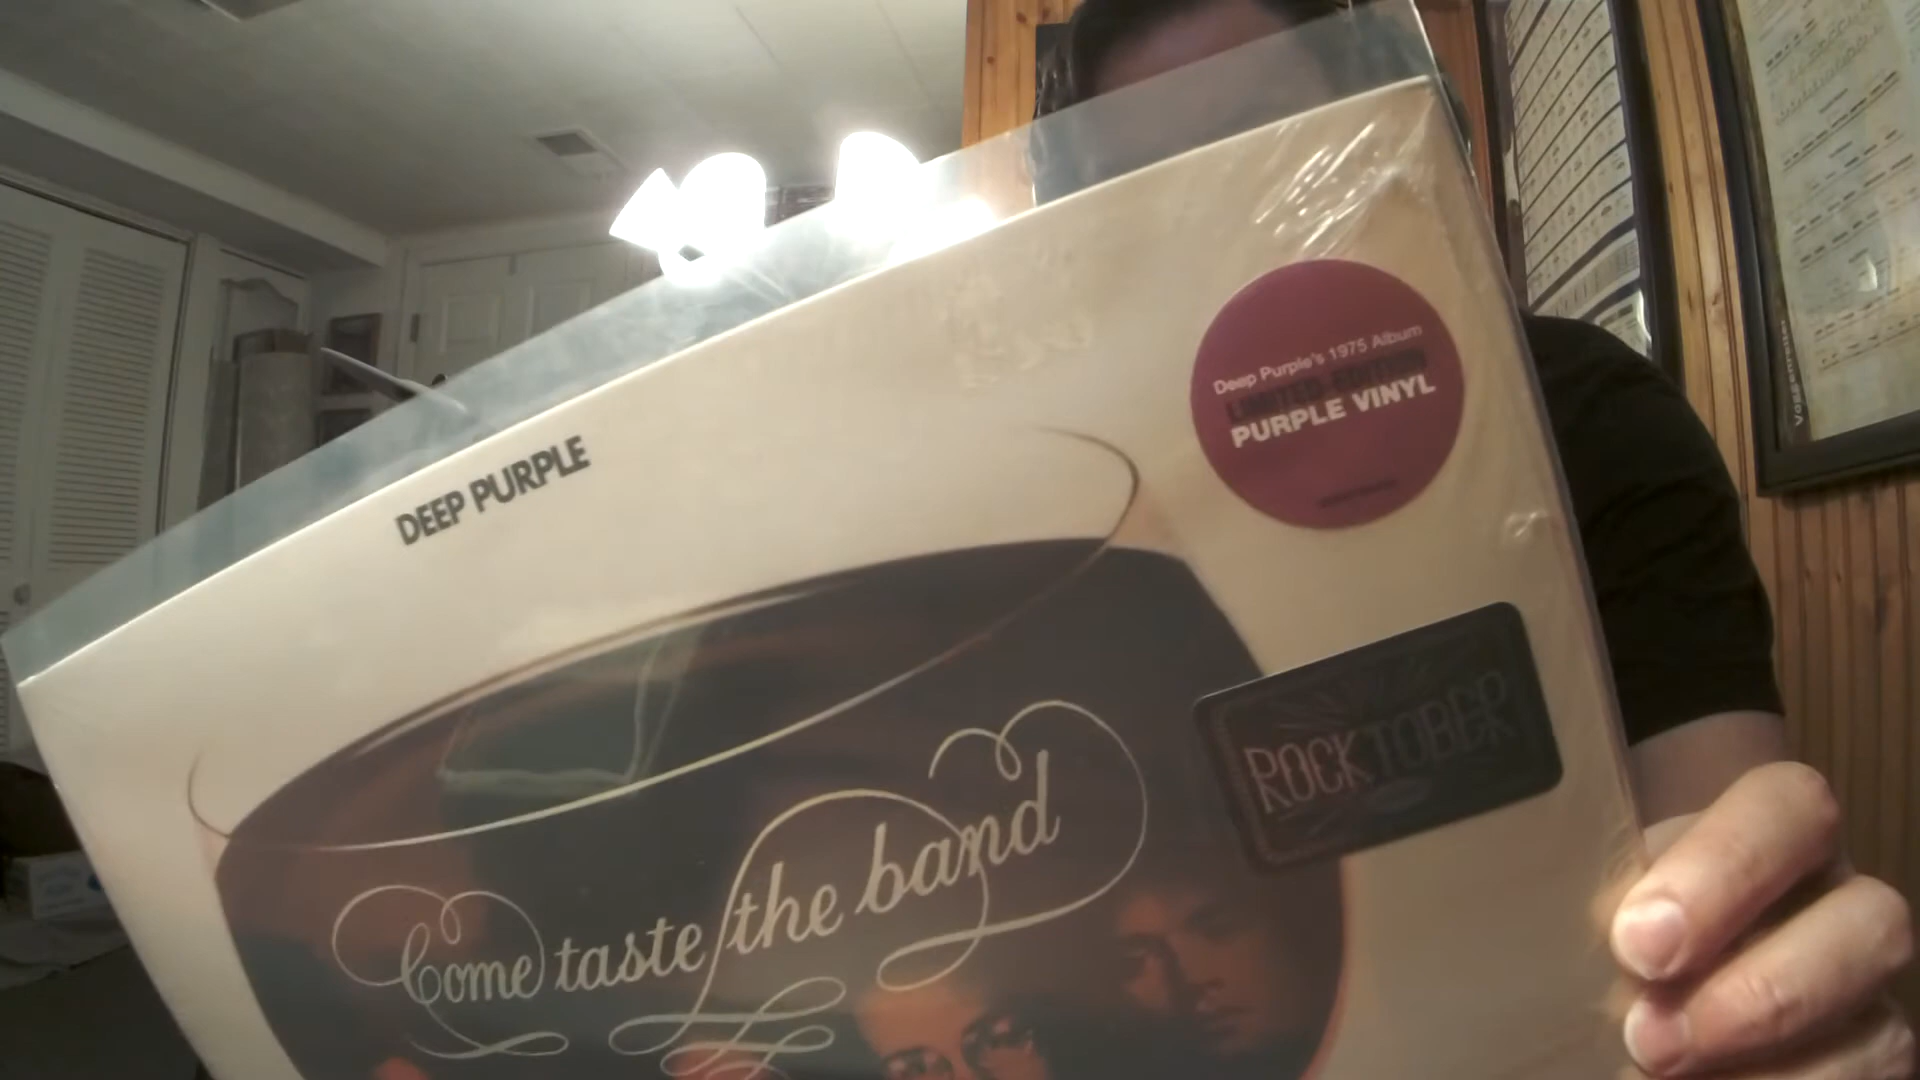 DEEP PURPLE
Deep Purple's 1975 Album
LIMITED EDITION
PURPLE VINYL
ROCKTOBER
Come taste the band